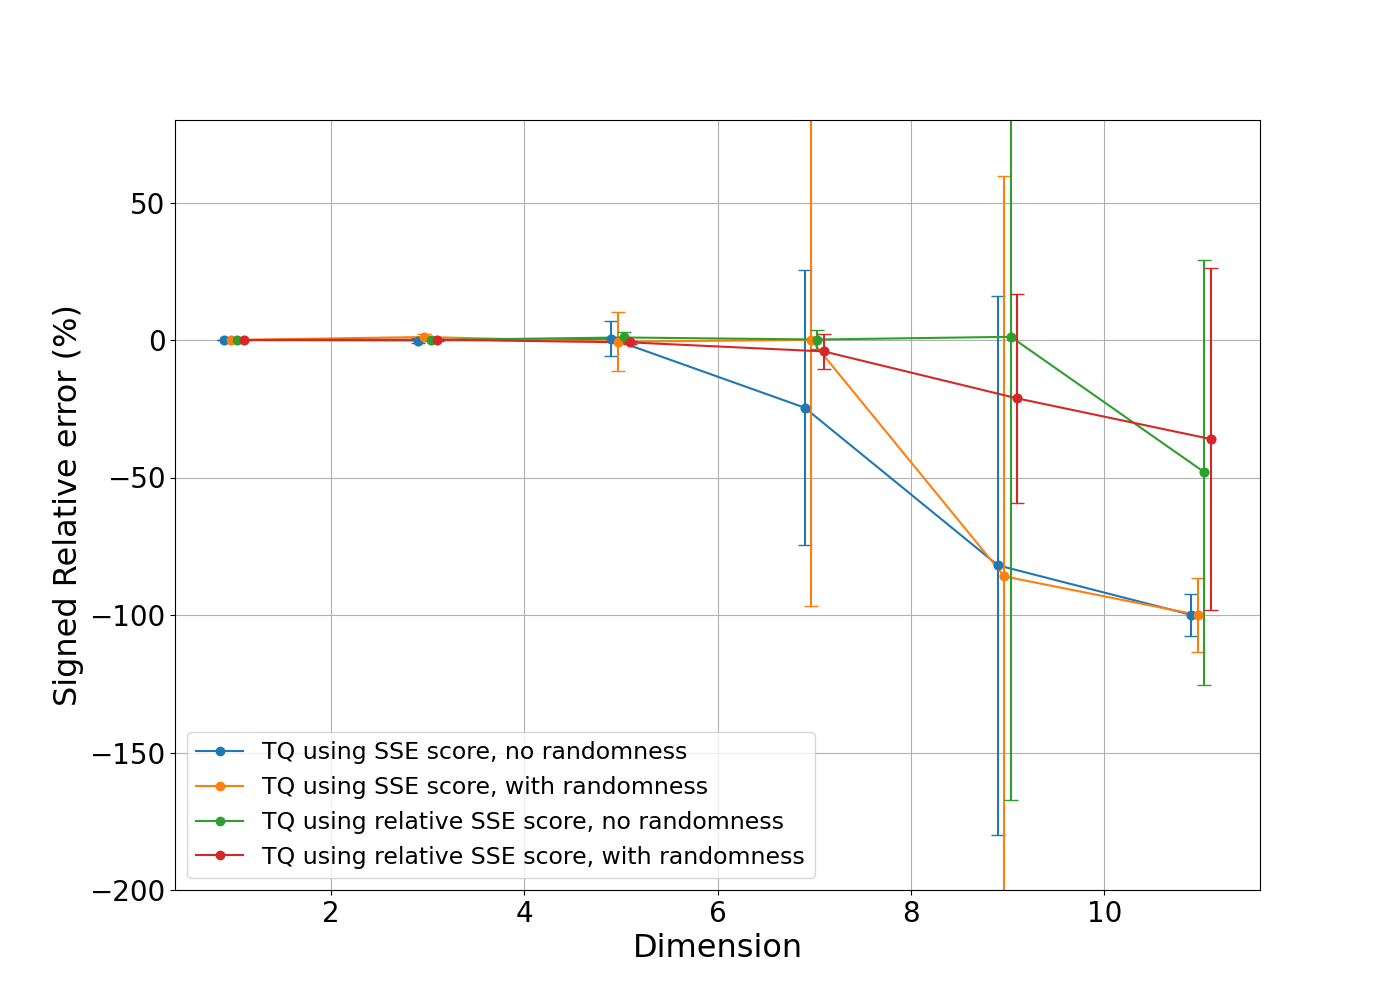 Signed Relative error (%)
50
0
−50
−100
−150
−200
TQ using SSE score, no randomness
TQ using SSE score, with randomness
TQ using relative SSE score, no randomness
TQ using relative SSE score, with randomness
2 4 6 8 10
Dimension